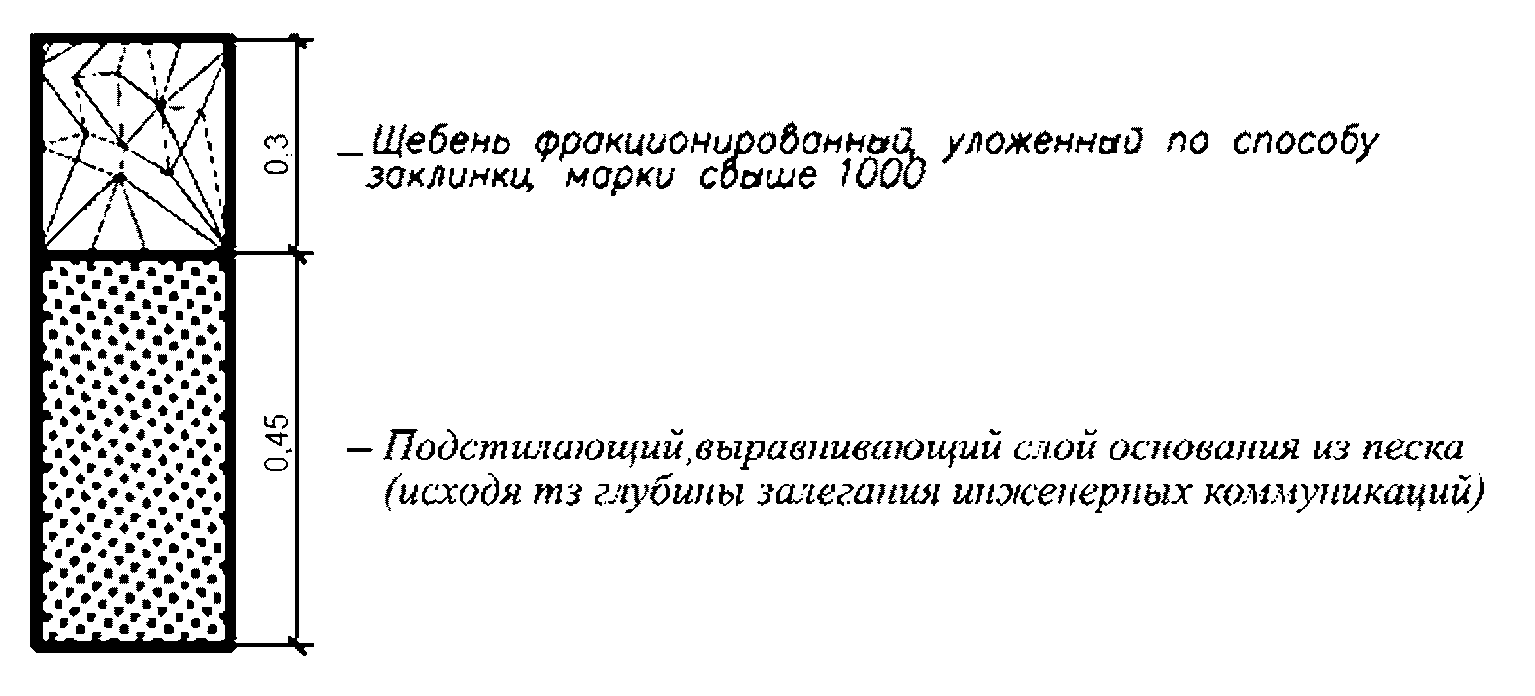 0,3
– Щебень фракционированный, уложенный по способу
заклинки, марки свыше 1000
0,45
– Подстилающий,выравнивающий слой основания из песка
(исходя тз глубины залегания инженерных коммуникаций)